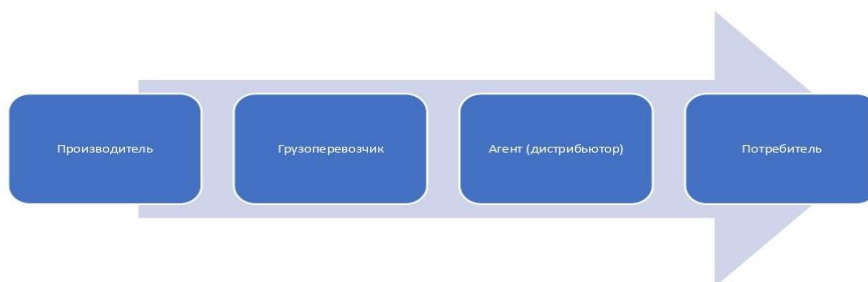 Производитель
Грузоперевозчик
Агент (дистрибьютор)
Потребитель